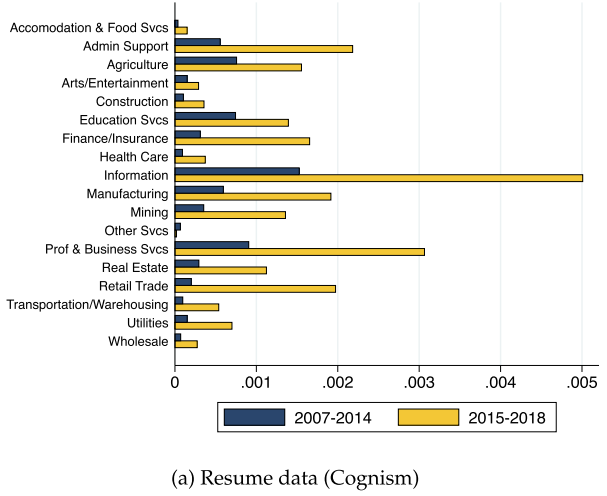 Accomodation & Food Svcs
Admin Support
Agriculture
Arts/Entertainment
Construction
Education Svcs
Finance/Insurance
Health Care
Information
Manufacturing
Mining
Other Svcs
Prof & Business Svcs
Real Estate
Retail Trade
Transportation/Warehousing
Utilities
Wholesale
0 .001 .002 .003 .004 .005
2007-2014 2015-2018
(a) Resume data (Cognism)